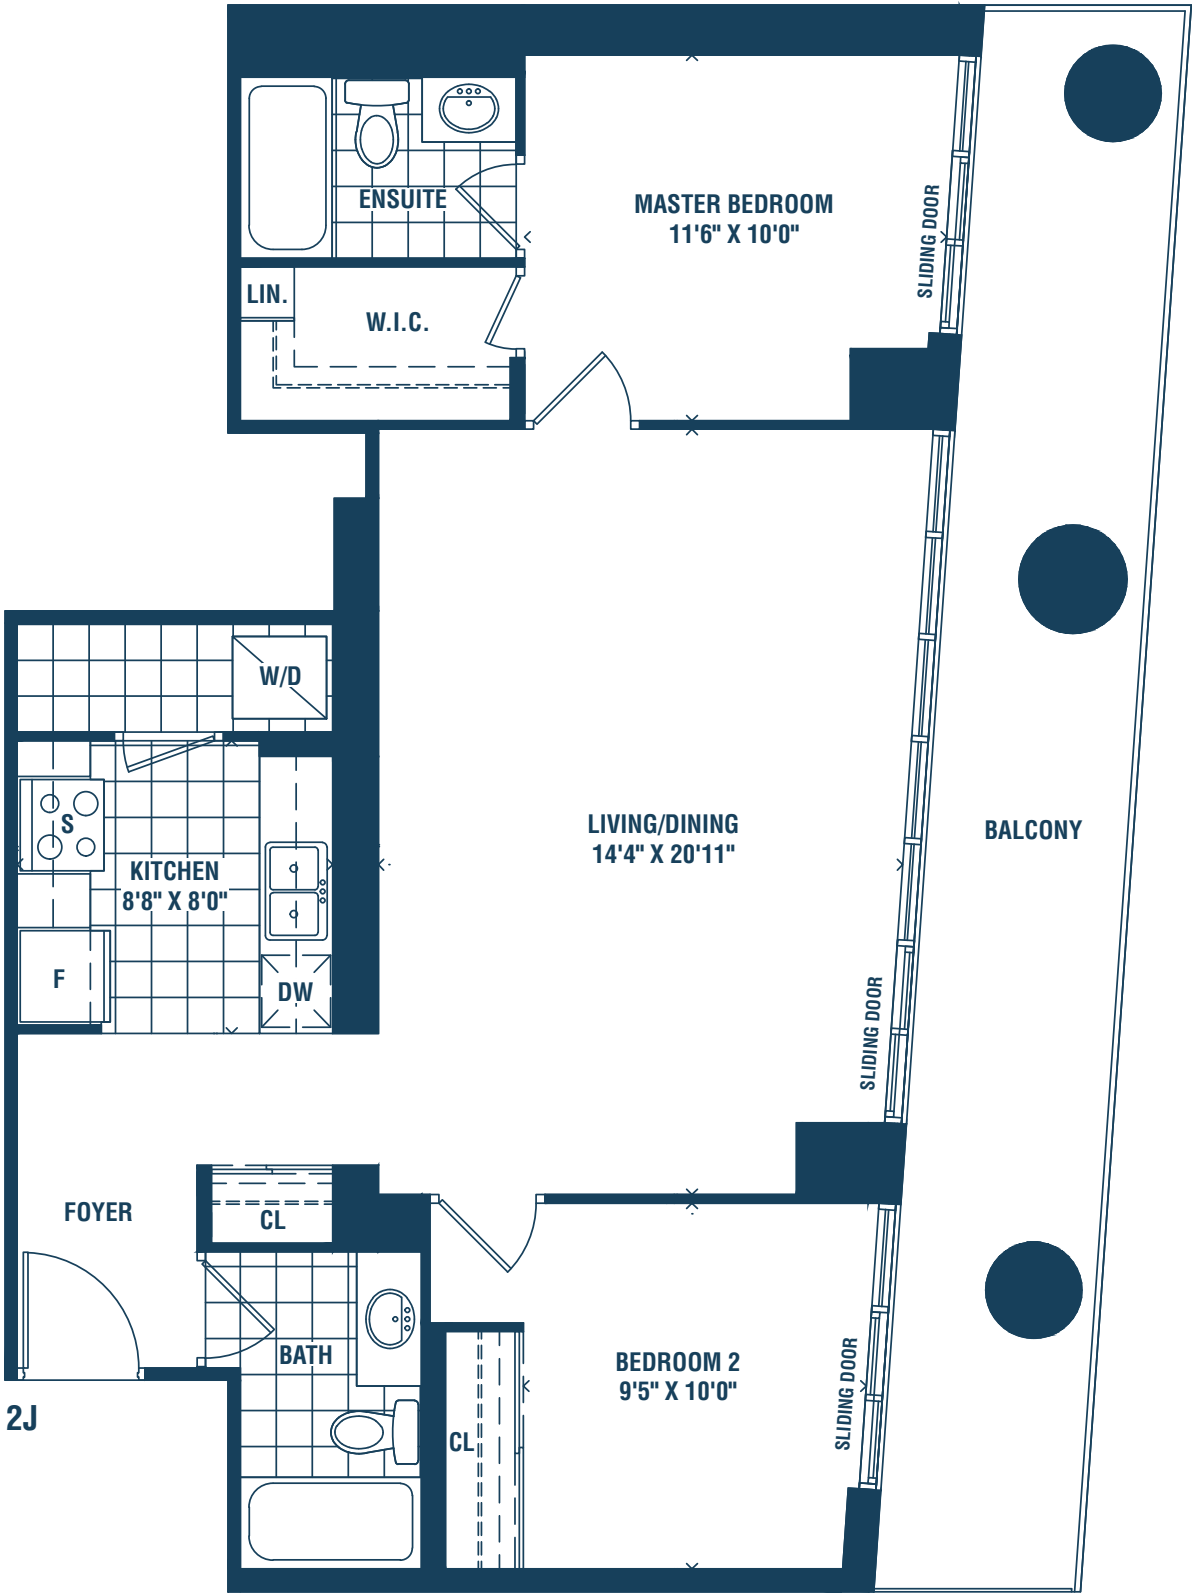 ENSUITE
MASTER BEDROOM
11'6" X 10'0"
SLIDING DOOR
LIN.
W.I.C.
W/D
S
KITCHEN
8'8" X 8'0"
F
DW
LIVING/DINING
14'4" X 20'11"
BALCONY
SLIDING DOOR
FOYER
CL
BATH
BEDROOM 2
9'5" X 10'0"
SLIDING DOOR
CL
2J